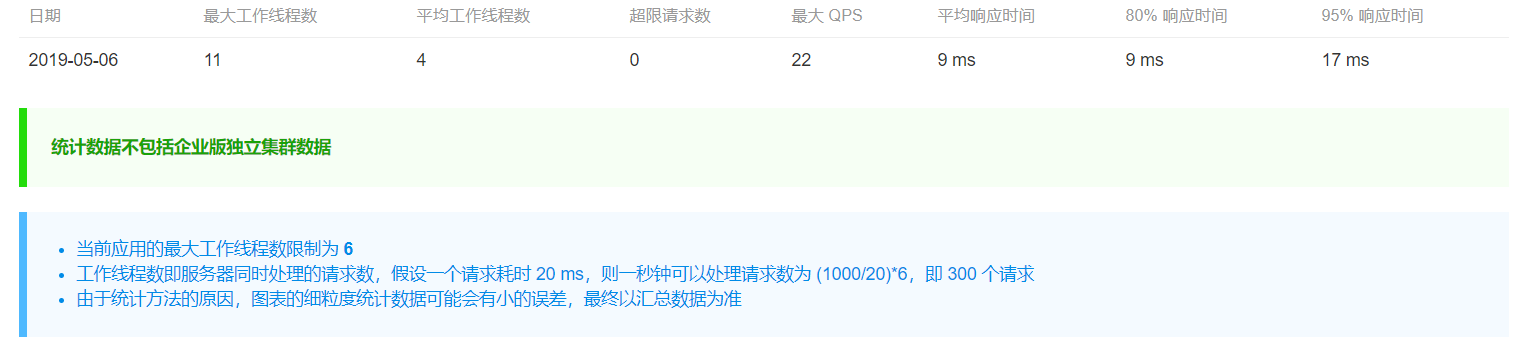 日期 最大工作线程数 平均工作线程数 超限请求数 最大 QPS 平均响应时间 80% 响应时间 95% 响应时间
2019-05-06 11 4 0 22 9 ms 9 ms 17 ms
统计数据不包括企业版独立集群数据
• 当前应用的最大工作线程数限制为 6
• 工作线程数即服务器同时处理的请求数，假设一个请求耗时 20 ms，则一秒钟可以处理请求数为 (1000/20)*6，即 300 个请求
• 由于统计方法的原因，图表的细粒度统计数据可能会有小的误差，最终以汇总数据为准